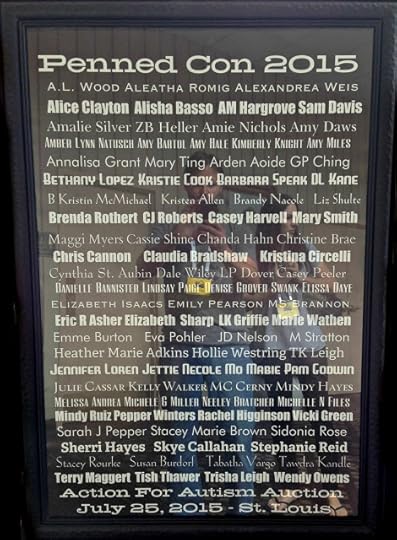 Penned Con 2015
A.L. Wood Aleatha Romig Alexandrea Weis
Alice Clayton Alisha Basso AM Hargrove Sam Davis
Amalie Silver ZB Heller Amie Nichols Amy Daws
Amber Lynn Natusch Amy Bartol Amy Hale Kimberly Knight Amy Miles
Annalisa Grant Mary Ting Arden Aoide GP Ching
Bethany Lopez Kristie Cook Barbara Speak DL Kane
B Kristin McMichael Kristen Allen Brandy Nacole Liz Shulte
Brenda Rothert CJ Roberts Casey Harvell Mary Smith
Maggi Myers Cassie Shine Chanda Hahn Christine Brae
Chris Cannon Claudia Bradshaw Kristina Circelli
Cynthia St. Aubin Dale Wiley LP Dover Casey Peeler
Danielle Bannister Lindsay Paige Denise Grover Swank Elissa Daye
Elizabeth Isaacs Emily Pearson MS Brannon
Eric R Asher Elizabeth Sharp LK Griffie Marie Wathen
Emme Burton Eva Pohler JD Nelson M Stratton
Heather Marie Adkins Hollie Westring TK Leigh
Jennifer Loren Jettie Necole Mo Mabie Pam Godwin
Julie Cassar Kelly Walker MC Cerny Mindy Hayes
Melissa Andrea Michele G Miller Neeley Bratcher Michelle N Files
Mindy Ruiz Pepper Winters Rachel Higginson Vicki Green
Sarah J Pepper Stacey Marie Brown Sidonia Rose
Sherri Hayes Skye Callahan Stephanie Reid
Stacey Rourke Susan Burdorf Tabatha Vargo Tawdra Kandle
Terry Maggert Tish Thawer Trisha Leigh Wendy Owens
Action For Autism Auction
July 25, 2015 - St. Louis